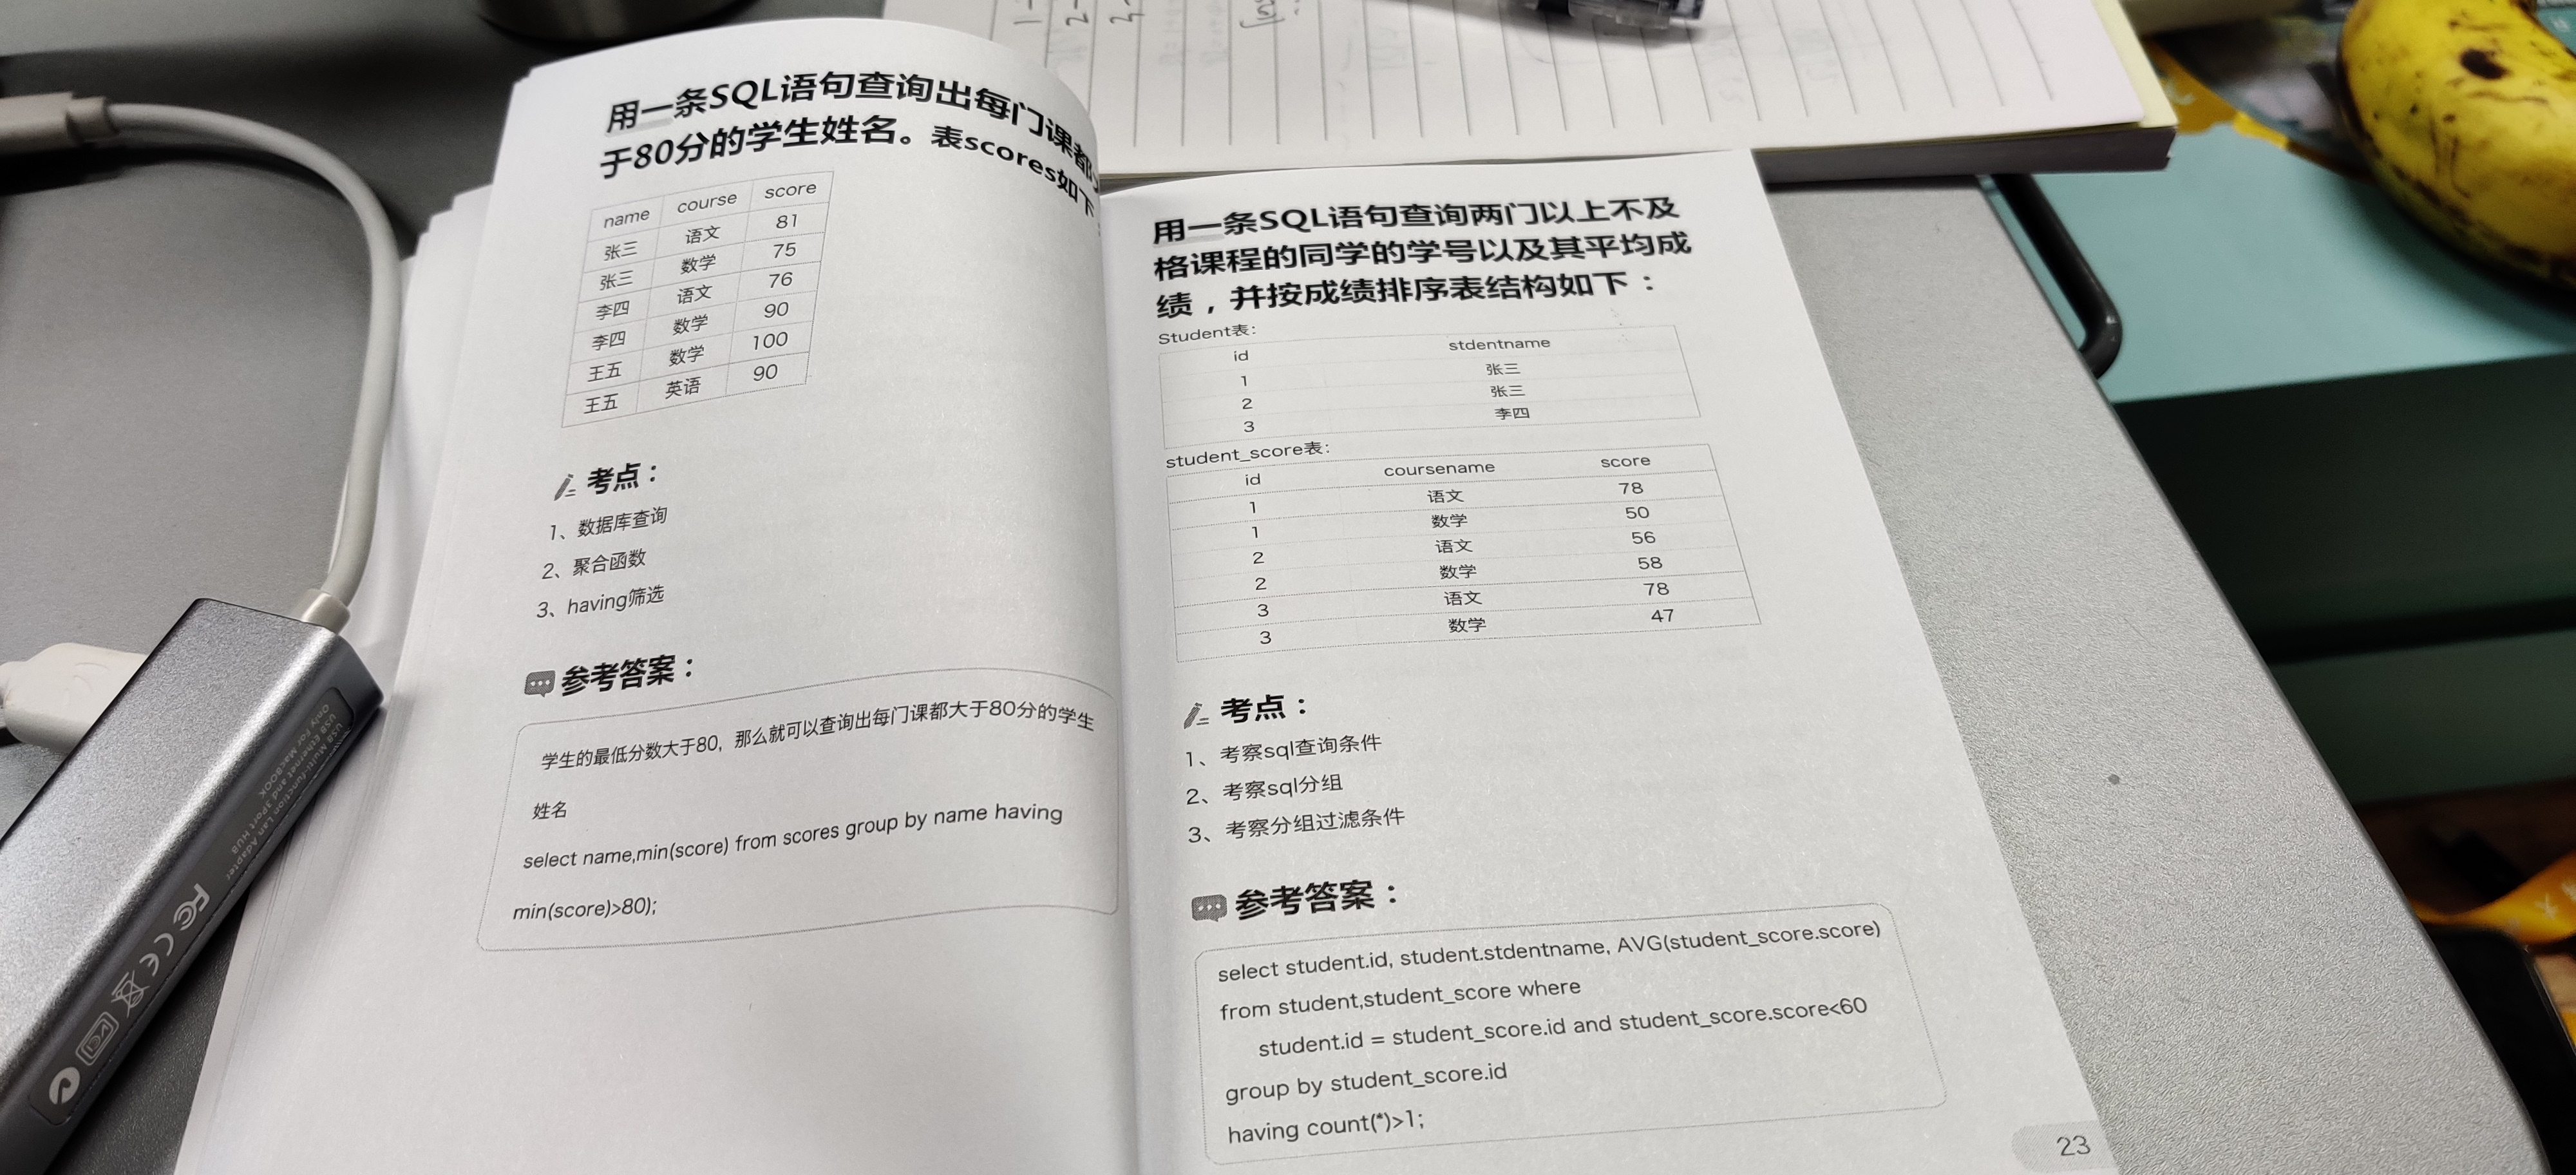 用一条SQL语句查询出每门课都
于80分的学生姓名。表scores如下
name course score
张三 语文 81
张三 数学 75
李四 语文 76
李四 数学 90
王五 数学 100
王五 英语 90
考点：
1、数据库查询
2、聚合函数
3、having筛选
参考答案：
学生的最低分数大于80，那么就可以查询出每门课都大于80分的学生
姓名
select name,min(score) from scores group by name having
min(score)>80);
用一条SQL语句查询两门以上不及
格课程的同学的学号以及其平均成
绩，并按成绩排序表结构如下：
Student表：
id stdentname
1 张三
2 张三
3 李四
student_score表：
id coursename score
1 语文 78
1 数学 50
2 语文 56
2 数学 58
3 语文 78
3 数学 47
考点：
1、考察sql查询条件
2、考察sql分组
3、考察分组过滤条件
参考答案：
select student.id, student.stdentname, AVG(student_score.score)
from student,student_score where
student.id = student_score.id and student_score.score<60
group by student_score.id
having count(*)>1;
23
USB Multi-function Lan Adapter
USB Ethernet and 3Port HUB
Only For MacBOOK
FC CE